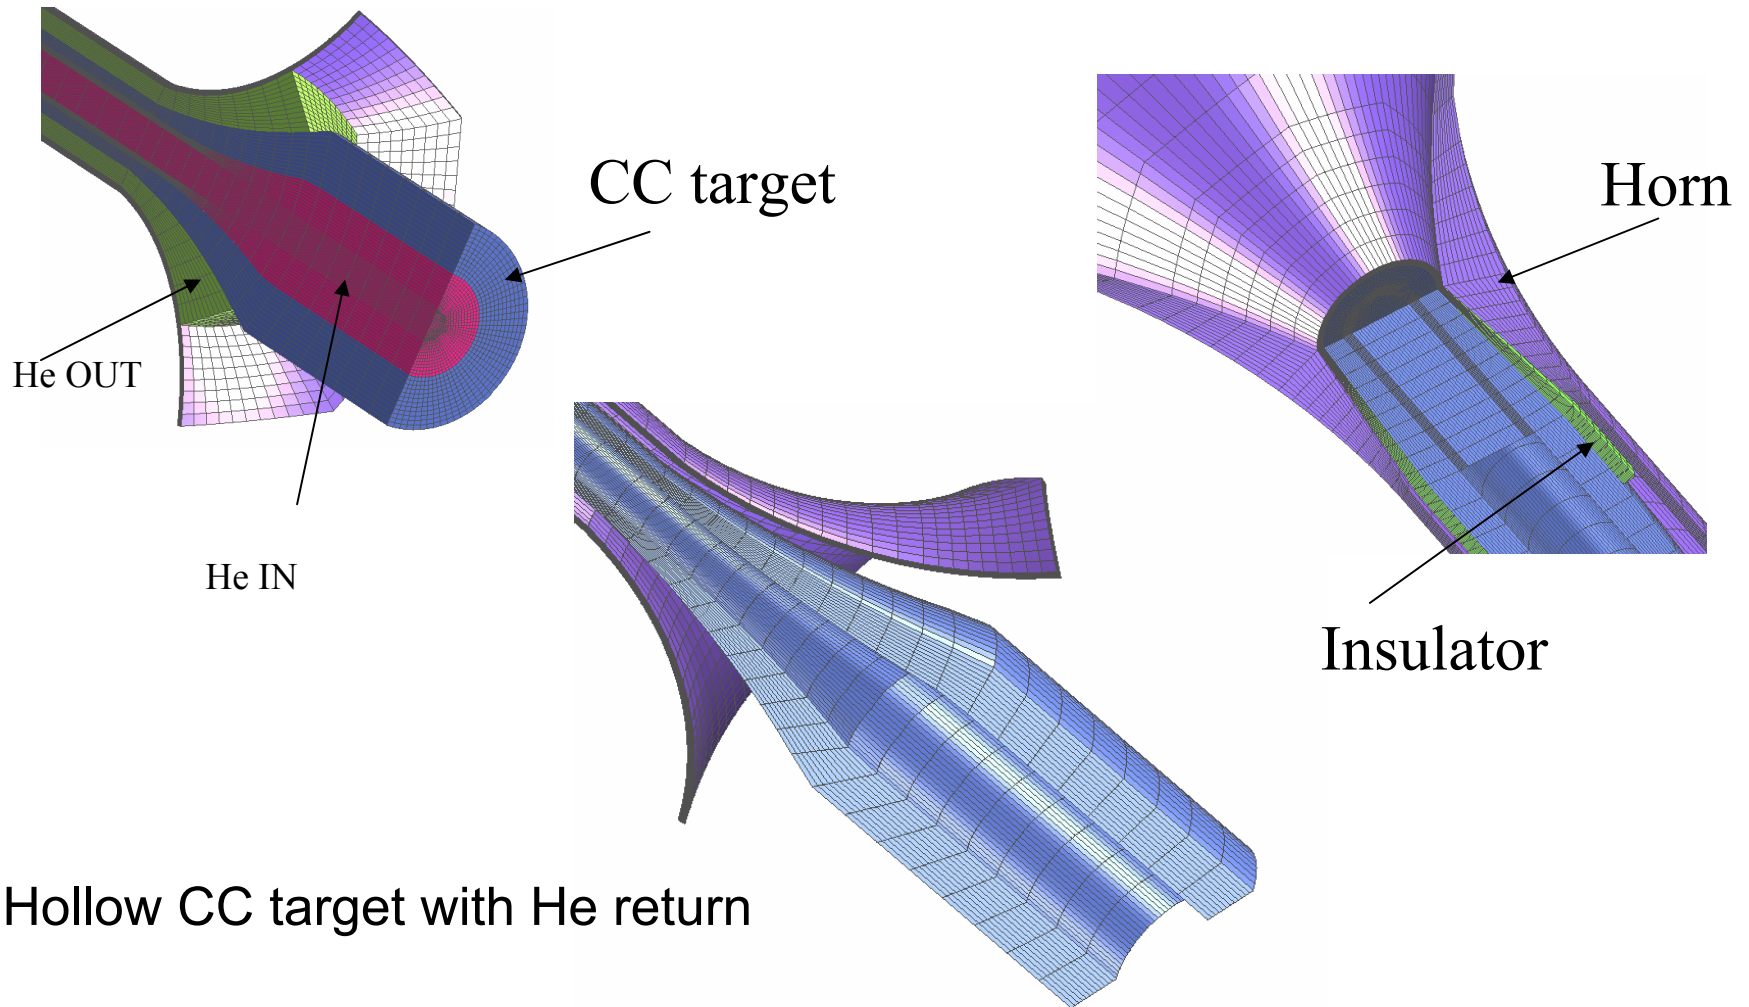 CC target
Horn
He OUT
He IN
Insulator
Hollow CC target with He return